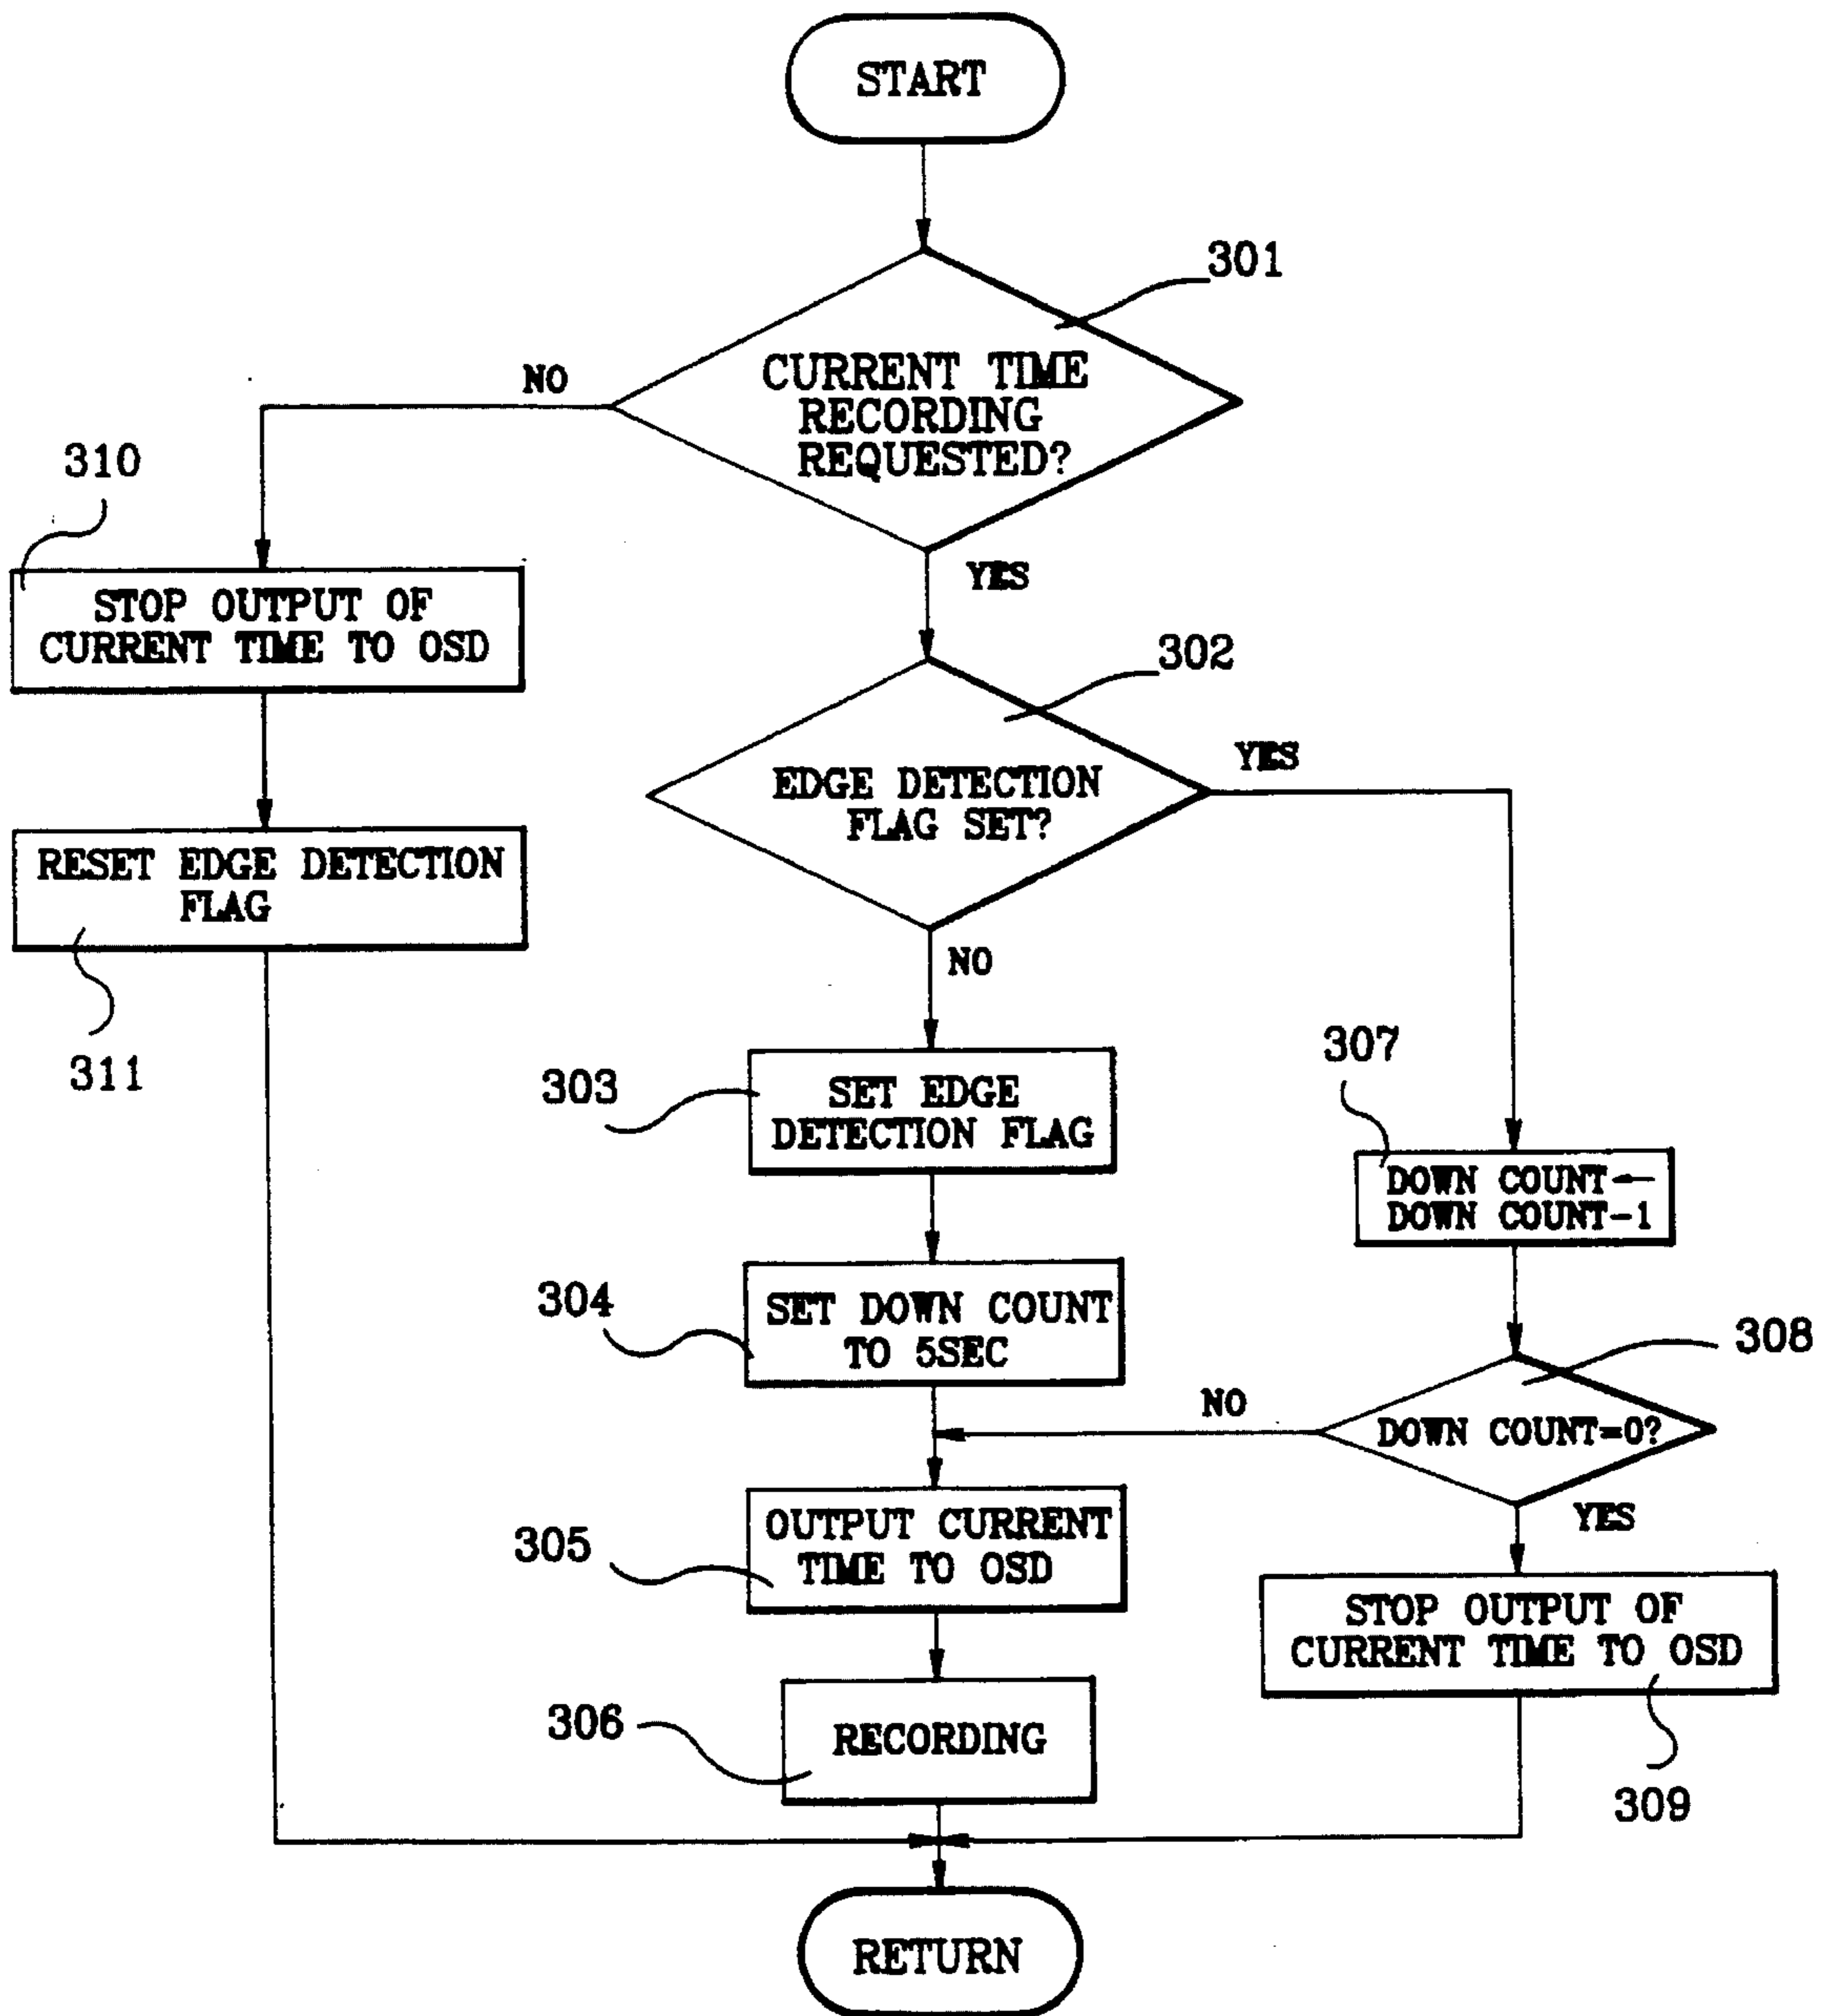 START
301
CURRENT TIME
RECORDING
REQUESTED?
NO
YES
310
STOP OUTPUT OF
CURRENT TIME TO OSD
302
EDGE DETECTION
FLAG SET?
YES
NO
RESET EDGE DETECTION
FLAG
311
303
SET EDGE
DETECTION FLAG
307
DOWN COUNT←
DOWN COUNT-1
304
SET DOWN COUNT
TO 5SEC
308
DOWN COUNT=0?
NO
YES
305
OUTPUT CURRENT
TIME TO OSD
STOP OUTPUT OF
CURRENT TIME TO OSD
309
306
RECORDING
RETURN